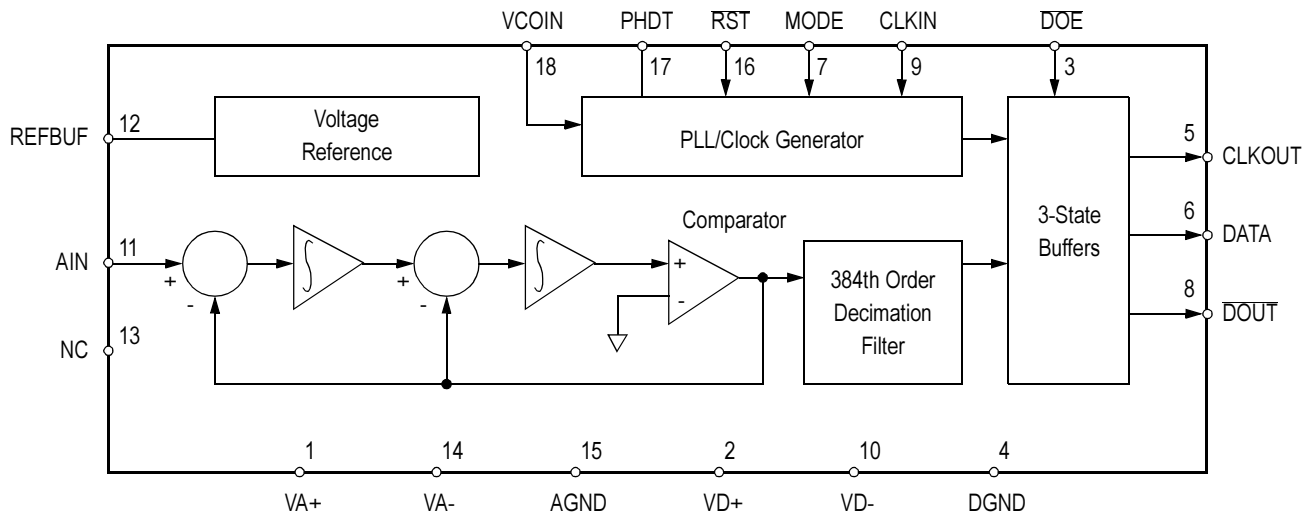 VCOIN PHDT RST MODE CLKIN DOE
18 17 16 7 9 3
REFBUF 12
Voltage
Reference
PLL/Clock Generator
5 CLKOUT
3-State
Buffers
6 DATA
8 DOUT
Comparator
AIN 11
+
-
∫
+
-
∫
+
-
384th Order
Decimation
Filter
NC 13
1 14 15 2 10 4
VA+ VA- AGND VD+ VD- DGND